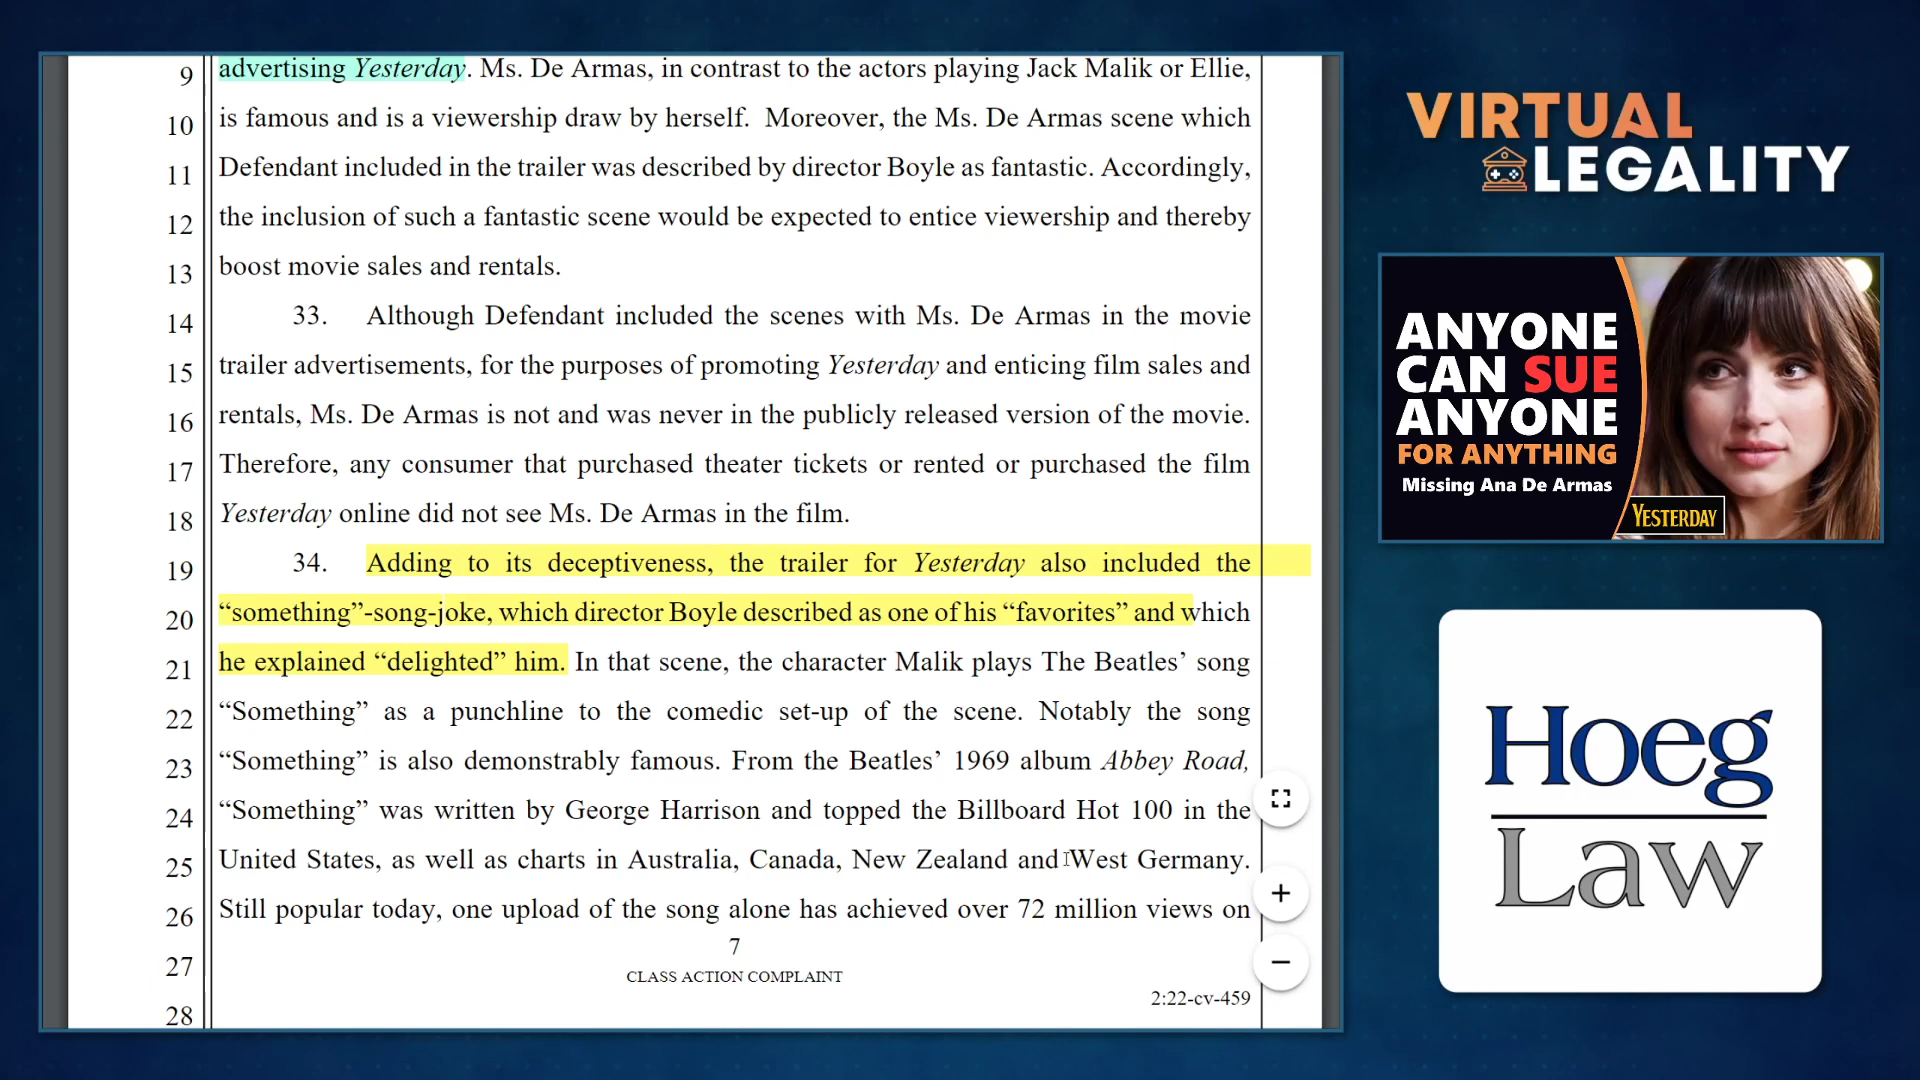 9 advertising Yesterday. Ms. De Armas, in contrast to the actors playing Jack Malik or Ellie,
10 is famous and is a viewership draw by herself. Moreover, the Ms. De Armas scene which
11 Defendant included in the trailer was described by director Boyle as fantastic. Accordingly,
12 the inclusion of such a fantastic scene would be expected to entice viewership and thereby
13 boost movie sales and rentals.
14 33. Although Defendant included the scenes with Ms. De Armas in the movie
15 trailer advertisements, for the purposes of promoting Yesterday and enticing film sales and
16 rentals, Ms. De Armas is not and was never in the publicly released version of the movie.
17 Therefore, any consumer that purchased theater tickets or rented or purchased the film
18 Yesterday online did not see Ms. De Armas in the film.
19 34. Adding to its deceptiveness, the trailer for Yesterday also included the
20 “something”-song-joke, which director Boyle described as one of his “favorites” and which
21 he explained “delighted” him. In that scene, the character Malik plays The Beatles’ song
22 “Something” as a punchline to the comedic set-up of the scene. Notably the song
23 “Something” is also demonstrably famous. From the Beatles’ 1969 album Abbey Road,
24 “Something” was written by George Harrison and topped the Billboard Hot 100 in the
25 United States, as well as charts in Australia, Canada, New Zealand and West Germany.
26 Still popular today, one upload of the song alone has achieved over 72 million views on
7
27 CLASS ACTION COMPLAINT
2:22-cv-459
28
VIRTUAL
LEGALITY
ANYONE
CAN SUE
ANYONE
FOR ANYTHING
Missing Ana De Armas
YESTERDAY
Hoeg
Law